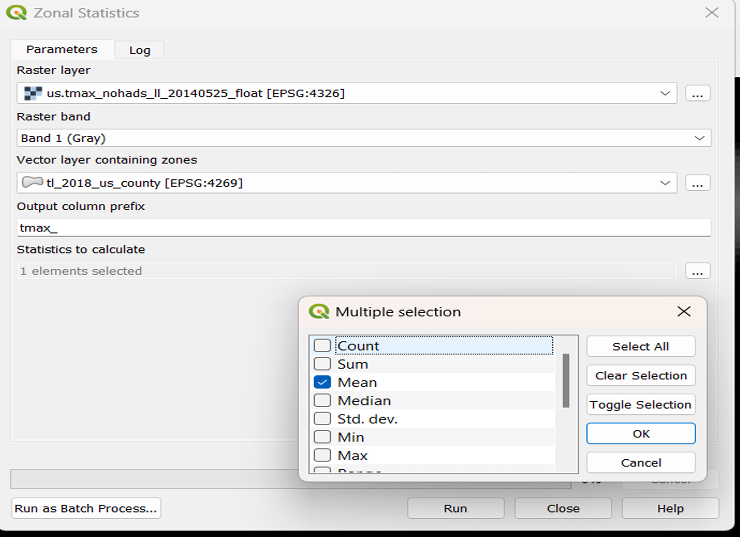 Zonal Statistics
Parameters
Log
Raster layer
us.tmax_nohads_ll_20140525_float [EPSG:4326]
...
Raster band
Band 1 (Gray)
Vector layer containing zones
tl_2018_us_county [EPSG:4269]
...
Output column prefix
tmax_
Statistics to calculate
1 elements selected
...
Multiple selection
Count
Sum
Mean
Median
Std. dev.
Min
Max
Select All
Clear Selection
Toggle Selection
OK
Cancel
Run as Batch Process...
Run
Close
Help